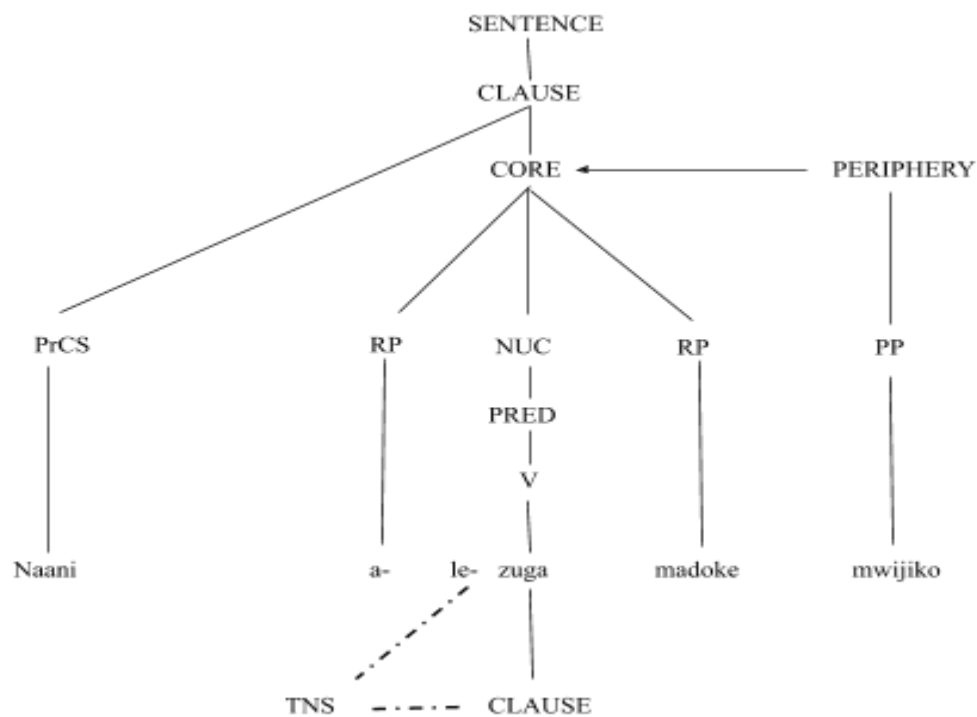 SENTENCE
CLAUSE
CORE PERIPHERY
PrCS RP NUC RP PP
PRED
V
Naani a- le- zuga madoke mwijiko
TNS CLAUSE